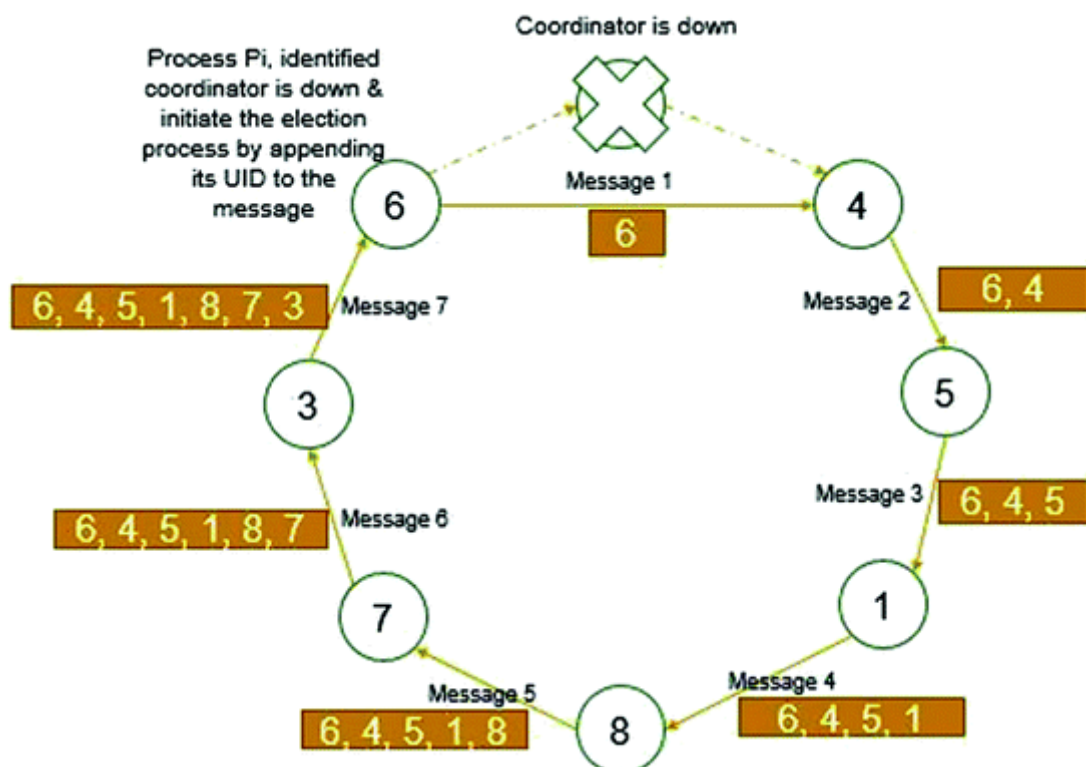 Coordinator is down
Process Pi, identified
coordinator is down &
initiate the election
process by appending
its UID to the
message
6
Message 1
4
6
6, 4, 5, 1, 8, 7, 3
Message 7
Message 2
6, 4
3
5
Message 3
6, 4, 5
6, 4, 5, 1, 8, 7
Message 6
7
1
Message 5
Message 4
6, 4, 5, 1, 8
8
6, 4, 5, 1